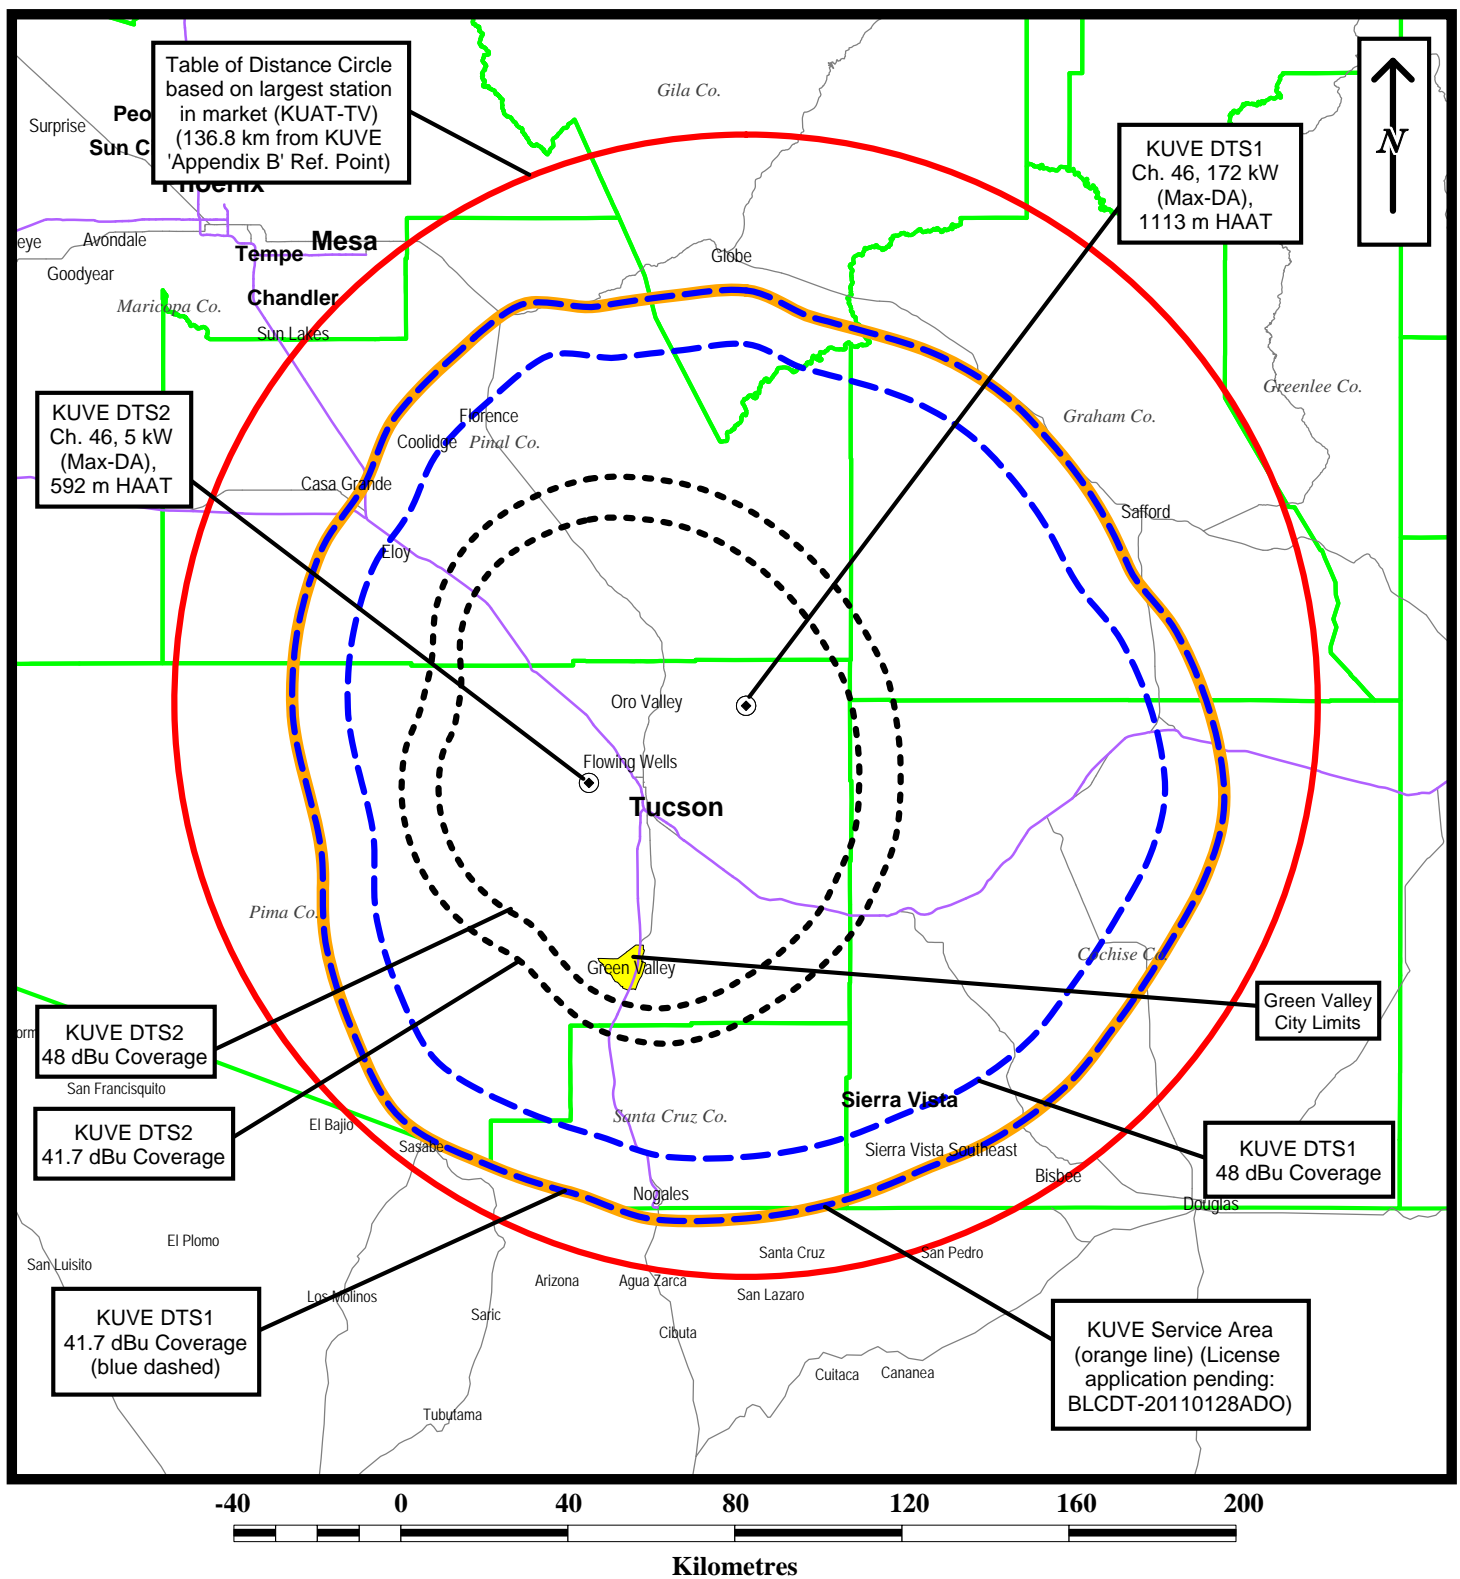 Table of Distance Circle
based on largest station
in market (KUAT-TV)
(136.8 km from KUVE
'Appendix B' Ref. Point)
Gila Co.
N
KUVE DTS1
Ch. 46, 172 kW
(Max-DA),
1113 m HAAT
Surprise
Peo
Sun C
Phoenix
eye
Avondale
Goodyear
Mesa
Tempe
Chandler
Maricopa Co.
Sun Lakes
Globe
Greenlee Co.
Graham Co.
KUVE DTS2
Ch. 46, 5 kW
(Max-DA),
592 m HAAT
Florence
Coolidge
Pinal Co.
Casa Grande
Eloy
Safford
Oro Valley
Flowing Wells
Tucson
Pima Co.
Cochise Co.
Green Valley
Green Valley
City Limits
orm
KUVE DTS2
48 dBu Coverage
San Francisquito
El Bajio
Sasabe
Santa Cruz Co.
Sierra Vista
Sierra Vista Southeast
Bisbee
Douglas
KUVE DTS2
41.7 dBu Coverage
KUVE DTS1
48 dBu Coverage
Nogales
El Plomo
San Luisito
Los Molinos
Saric
Arizona
Agua Zarca
Santa Cruz
San Pedro
San Lazaro
Cibuta
Cuitaca
Cananea
Tubutama
KUVE DTS1
41.7 dBu Coverage
(blue dashed)
KUVE Service Area
(orange line) (License
application pending:
BLCDT-20110128ADO)
-40 0 40 80 120 160 200
Kilometres